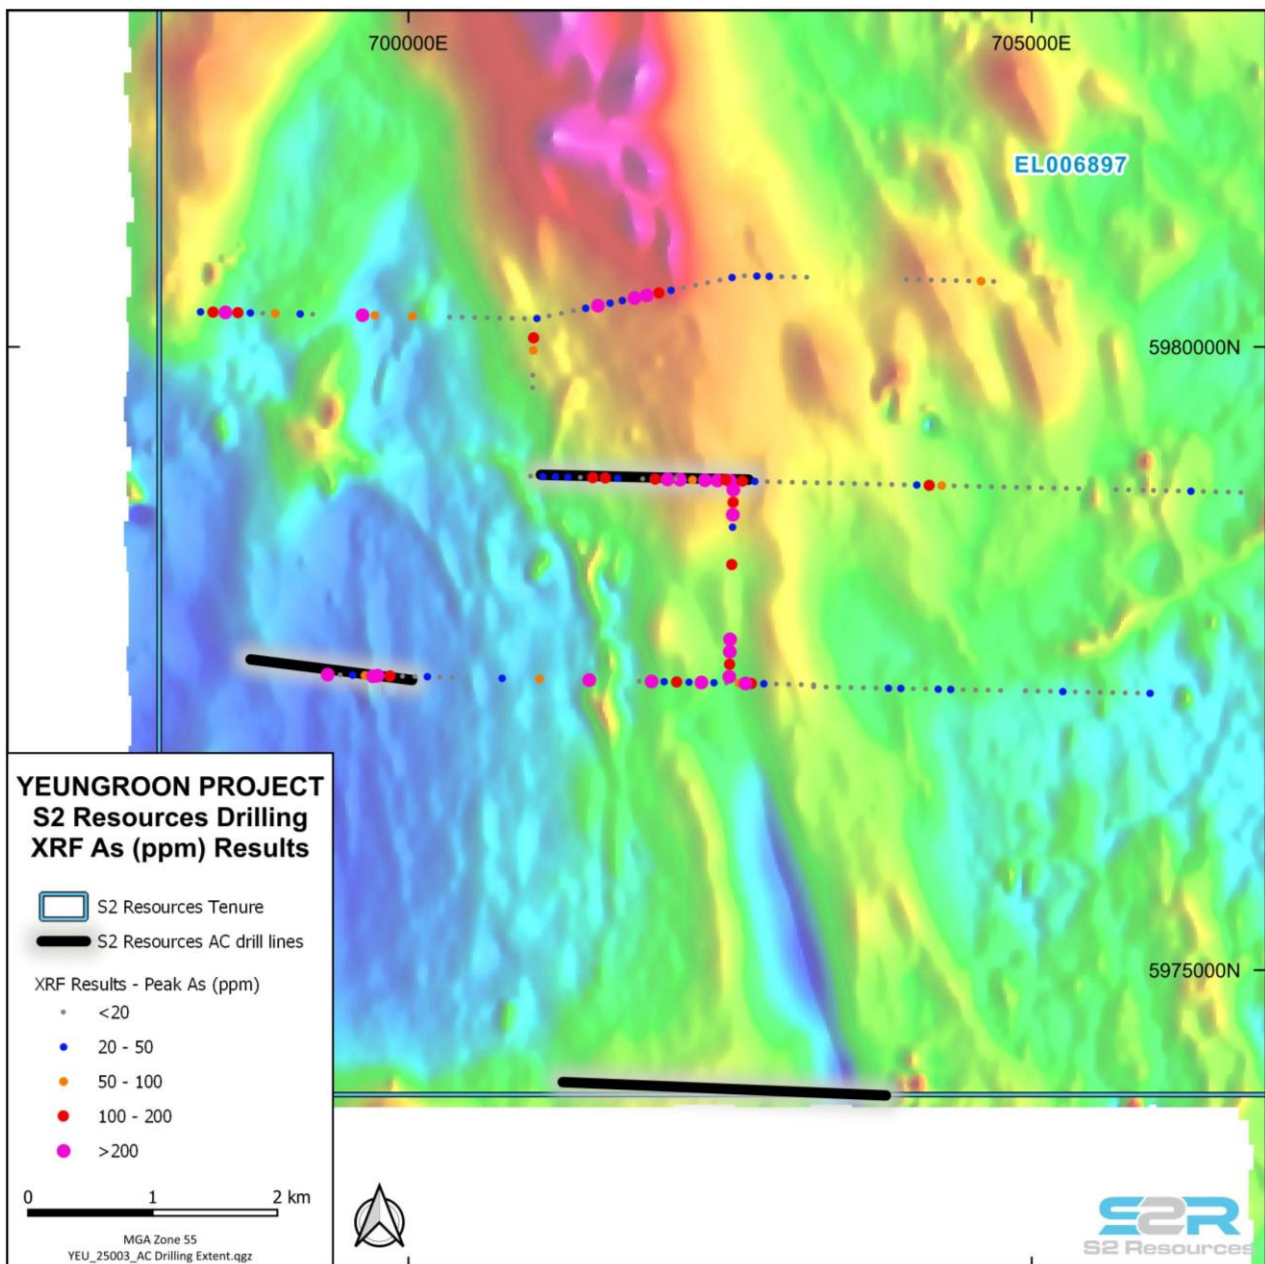 700000E
705000E
EL006897
5980000N
5975000N
YEUNGROON PROJECT
S2 Resources Drilling
XRF As (ppm) Results
S2 Resources Tenure
S2 Resources AC drill lines
XRF Results - Peak As (ppm)
<20
20 - 50
50 - 100
100 - 200
>200
0 1 2 km
MGA Zone 55
YEU_25003_AC Drilling Extent.qgz
S2R
S2 Resources